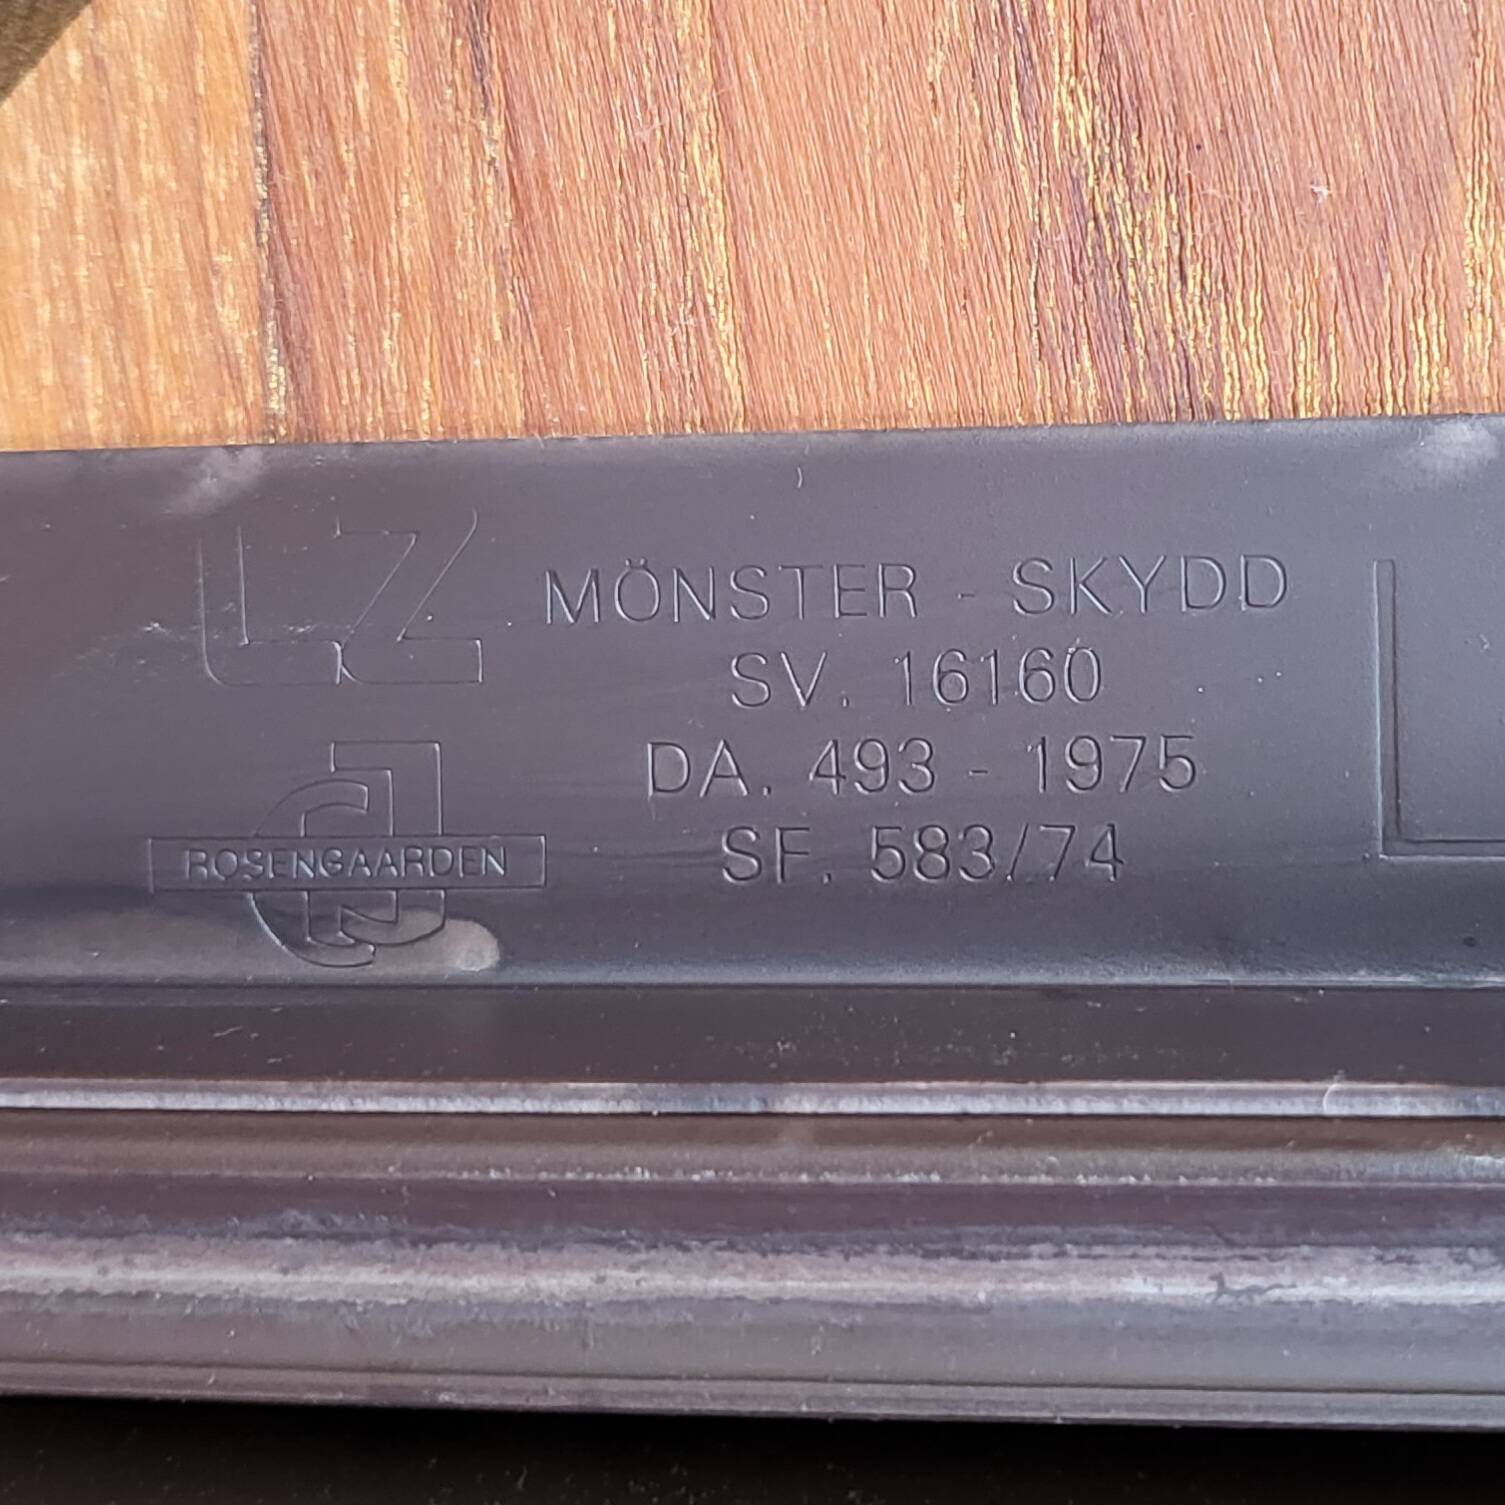 LZ
MÖNSTER - SKYDD
SV. 16160
DA. 493 - 1975
SF. 583/74
ROSENGAARDEN